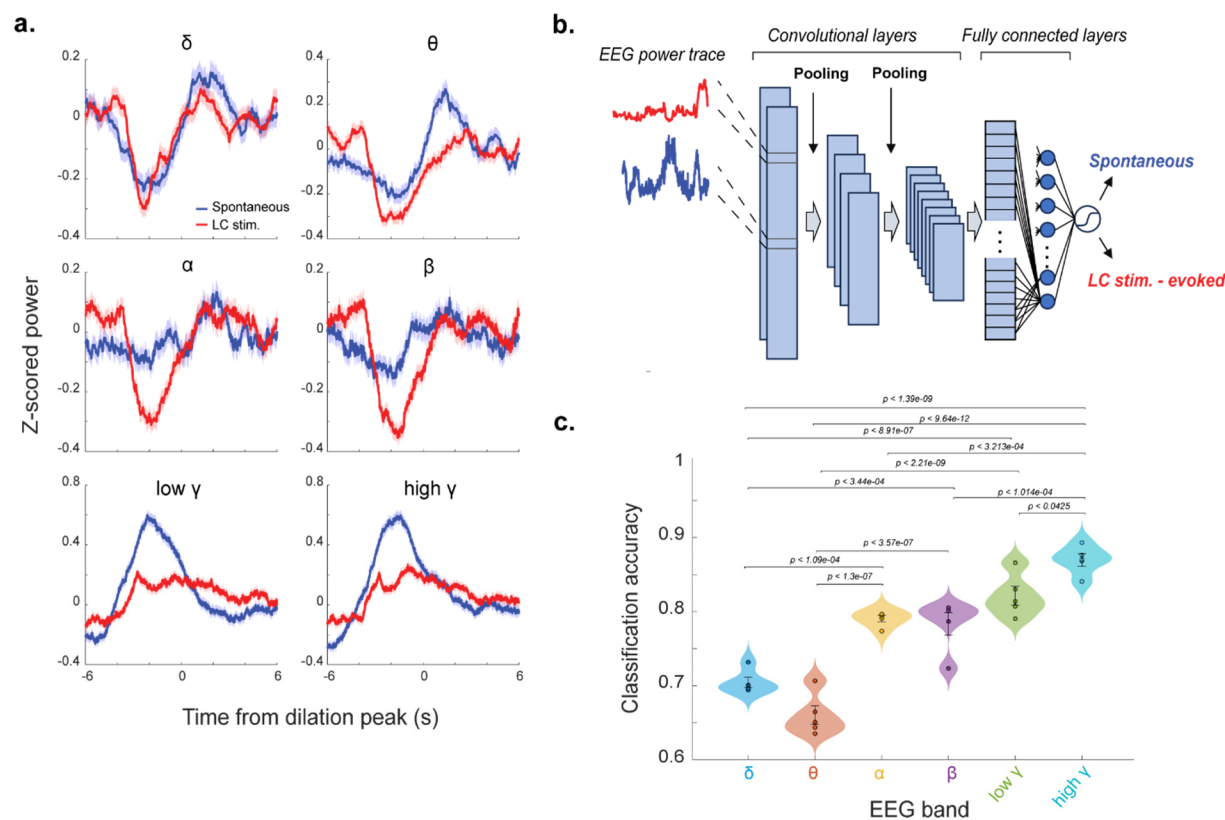 a.
δ
θ
0.2
0
-0.2
-0.4
Spontaneous
LC stim.
0.4
0.2
0
-0.2
-0.4
α
β
0.2
0
-0.2
-0.4
0.2
0
-0.2
-0.4
Z-scored power
low γ
high γ
0.8
0.4
0
-0.4
0.8
0.4
0
-0.4
-6 0 6
-6 0 6
Time from dilation peak (s)
b.
Convolutional layers
Fully connected layers
EEG power trace
Pooling
Pooling
Spontaneous
LC stim. - evoked
c.
p < 1.39e-09
p < 9.64e-12
p < 8.91e-07
p < 3.213e-04
p < 2.21e-09
p < 3.44e-04
p < 1.014e-04
p < 0.0425
p < 3.57e-07
p < 1.09e-04
p < 1.3e-07
Classification accuracy
1
0.9
0.8
0.7
0.6
δ
θ
α
β
low γ
high γ
EEG band